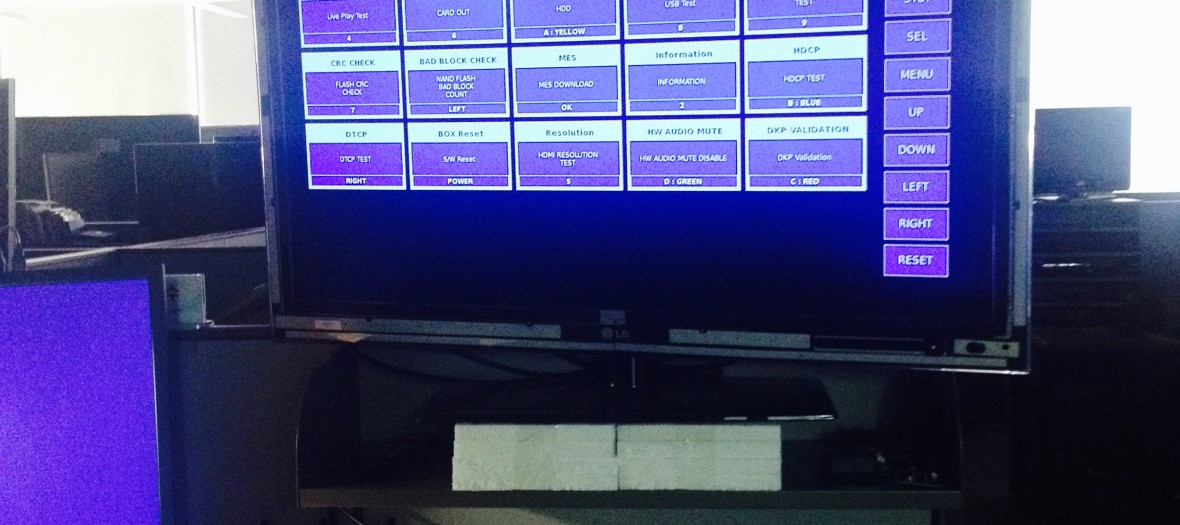 Live Play Test
CARD OUT
HDD
USB Test
TEST
4
6
A : YELLOW
8
9
CRC CHECK
BAD BLOCK CHECK
MES
Information
HDCP
FLASH CRC
CHECK
NAND FLASH
BAD BLOCK
COUNT
MES DOWNLOAD
INFORMATION
HDCP TEST
7
LEFT
OK
2
B : BLUE
DTCP
BOX Reset
Resolution
HW AUDIO MUTE
DKP VALIDATION
DTCP TEST
S/W Reset
HDMI RESOLUTION
TEST
HW AUDIO MUTE DISABLE
DKP Validation
RIGHT
POWER
5
D : GREEN
C : RED
SEL
MENU
UP
DOWN
LEFT
RIGHT
RESET
LG